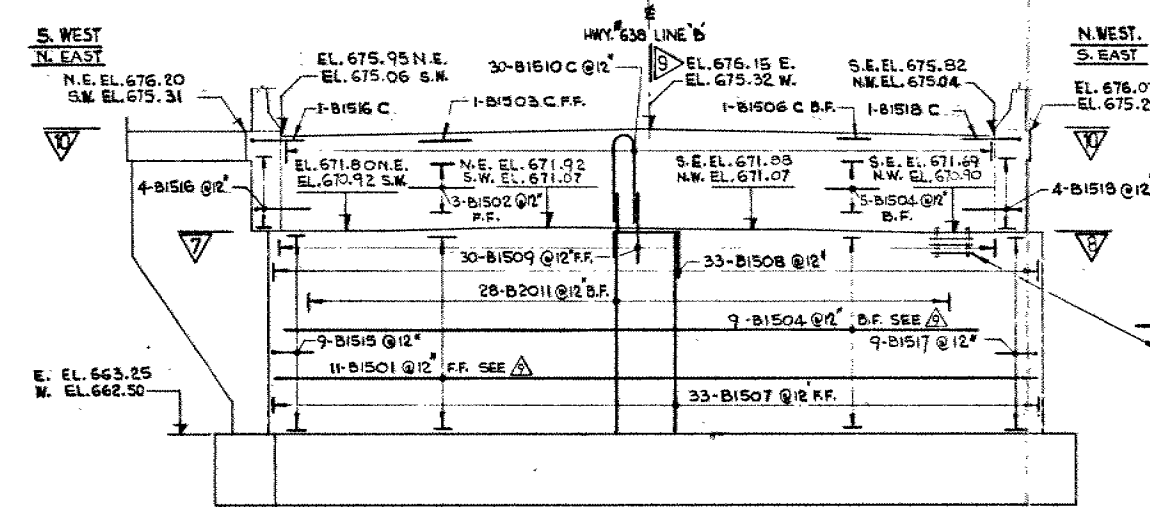 HWY. #638 LINE 'B'
9
S. WEST
N. EAST
N.E. EL. 676.20
S.W. EL. 675.31
EL. 675.95 N.E.
EL. 675.06 S.W.
30-B1510 C @ 12"
EL. 676.15 E.
EL. 675.32 W.
S.E. EL. 675.82
N.W. EL. 675.04
N.WEST.
S. EAST
1-B1516 C
1-B1503 C F.F.
1-B1506 C B.F.
1-B1518 C
10
10
EL. 671.80 N.E.
EL. 670.92 S.W.
N.E. EL. 671.92
S.W. EL. 671.07
S.E. EL. 671.88
N.W. EL. 671.07
S.E. EL. 671.69
N.W. EL. 670.90
4-B1516 @ 12"
3-B1502 @ 12"
F.F.
5-B1504 @ 12"
B.F.
4-B1518 @ 12"
7
8
30-B1509 @ 12" F.F.
33-B1508 @ 12"
28-B2011 @ 12" B.F.
9-B1504 @ 12" B.F. SEE 9
9-B1515 @ 12"
9-B1517 @ 12"
11-B1501 @ 12" F.F. SEE 9
E. EL. 663.25
W. EL. 662.50
33-B1507 @ 12" F.F.